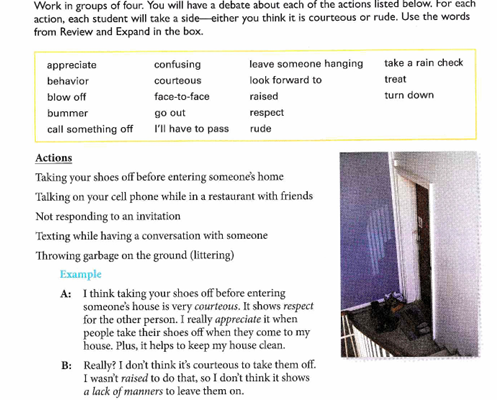 Work in groups of four. You will have a debate about each of the actions listed below. For each
action, each student will take a side—either you think it is courteous or rude. Use the words
from Review and Expand in the box.
appreciate confusing leave someone hanging take a rain check
behavior courteous look forward to treat
blow off face-to-face raised turn down
bummer go out respect
call something off I'll have to pass rude
Actions
Taking your shoes off before entering someone's home
Talking on your cell phone while in a restaurant with friends
Not responding to an invitation
Texting while having a conversation with someone
Throwing garbage on the ground (littering)
Example
A: I think taking your shoes off before entering
someone's house is very courteous. It shows respect
for the other person. I really appreciate it when
people take their shoes off when they come to my
house. Plus, it helps to keep my house clean.
B: Really? I don't think it's courteous to take them off.
I wasn't raised to do that, so I don't think it shows
a lack of manners to leave them on.